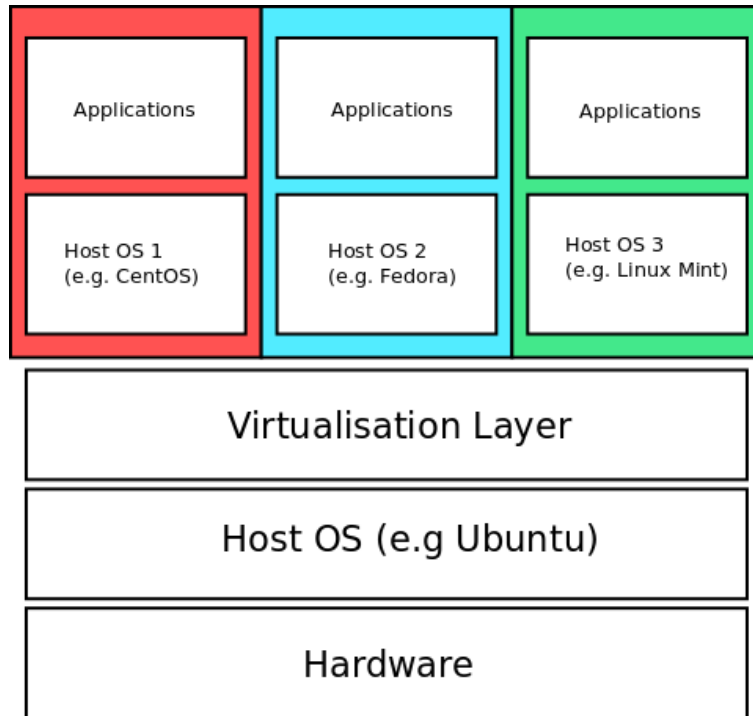 Applications
Applications
Applications
Host OS 1
(e.g. CentOS)
Host OS 2
(e.g. Fedora)
Host OS 3
(e.g. Linux Mint)
Virtualisation Layer
Host OS (e.g Ubuntu)
Hardware